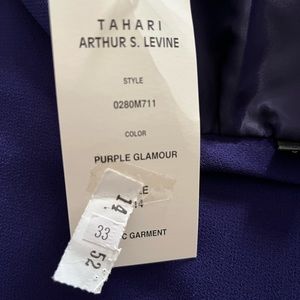 TAHARI
ARTHUR S. LEVINE
STYLE
0280M711
COLOR
PURPLE GLAMOUR
14
33
52
GARMENT